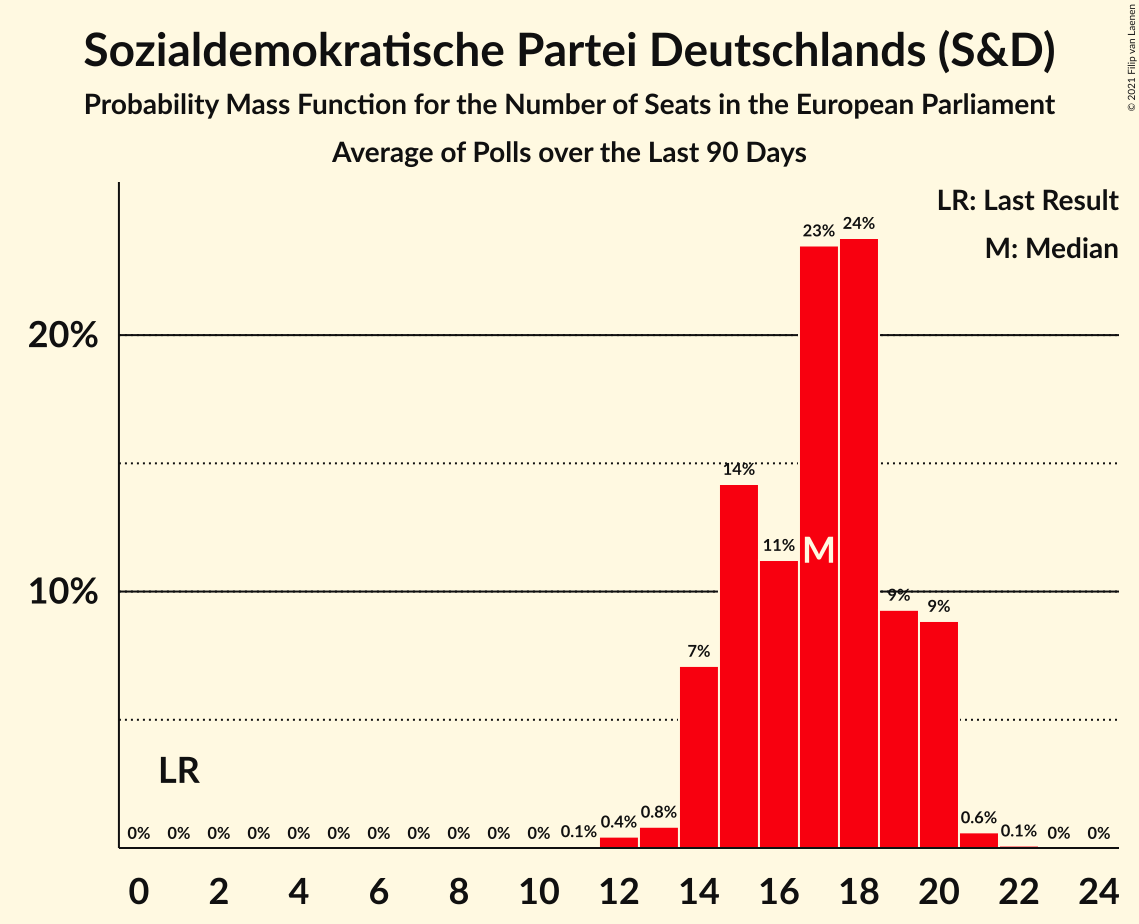 Sozialdemokratische Partei Deutschlands (S&D)
Probability Mass Function for the Number of Seats in the European Parliament
Average of Polls over the Last 90 Days
© 2021 Filip van Laenen
LR: Last Result
M: Median
20%
10%
23% 24%
14%
11%
M
9% 9%
7%
LR
0% 0% 0% 0% 0% 0% 0% 0% 0% 0% 0% 0.1% 0.4% 0.8% 0.6% 0.1% 0% 0%
0 2 4 6 8 10 12 14 16 18 20 22 24